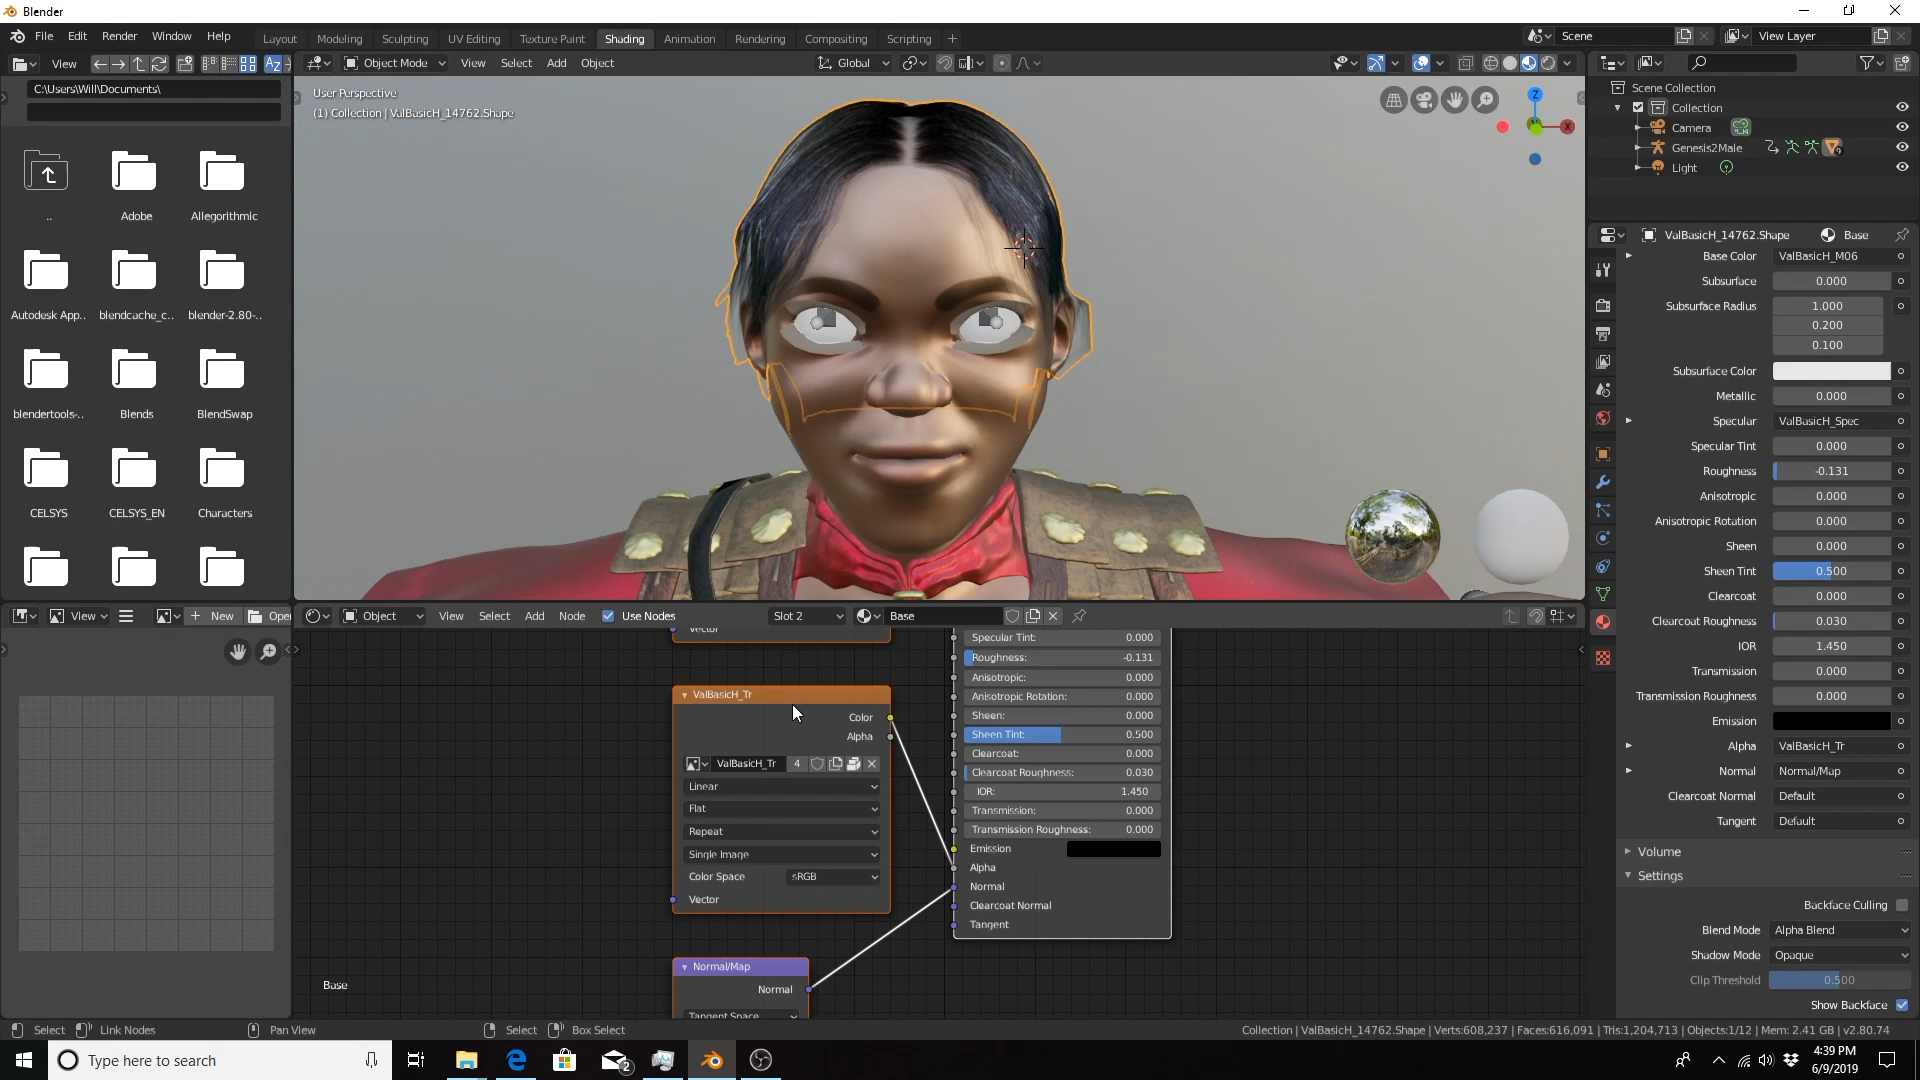 Blender
File Edit Render Window Help
Layout Modeling Sculpting UV Editing Texture Paint Shading Animation Rendering Compositing Scripting +
Scene
View Layer
View
Object Mode View Select Add Object
Global
C:\Users\Will\Documents\
User Perspective
(1) Collection | ValBasicH_14762.Shape
Z
X
Scene Collection
Collection
Camera
Genesis2Male
Light
..
Adobe
Allegorithmic
Autodesk App..
blendcache_c..
blender-2.80-..
blendertools-..
Blends
BlendSwap
CELSYS
CELSYS_EN
Characters
ValBasicH_14762.Shape Base
Base Color ValBasicH_M06
Subsurface 0.000
Subsurface Radius 1.000
0.200
0.100
Subsurface Color
Metallic 0.000
Specular ValBasicH_Spec
Specular Tint 0.000
Roughness -0.131
Anisotropic 0.000
Anisotropic Rotation 0.000
Sheen 0.000
Sheen Tint 0.500
Clearcoat 0.000
Clearcoat Roughness 0.030
IOR 1.450
Transmission 0.000
Transmission Roughness 0.000
Emission
Alpha ValBasicH_Tr
Normal Normal/Map
Clearcoat Normal Default
Tangent Default
Volume
Settings
Backface Culling
Blend Mode Alpha Blend
Shadow Mode Opaque
Clip Threshold 0.500
Show Backface
View + New Open
Object View Select Add Node Use Nodes Slot 2 Base
Vector
ValBasicH_Tr
Color
Alpha
ValBasicH_Tr 4
Linear
Flat
Repeat
Single Image
Color Space sRGB
Vector
Normal/Map
Normal
Tangent Space
Specular Tint: 0.000
Roughness: -0.131
Anisotropic: 0.000
Anisotropic Rotation: 0.000
Sheen: 0.000
Sheen Tint: 0.500
Clearcoat: 0.000
Clearcoat Roughness: 0.030
IOR: 1.450
Transmission: 0.000
Transmission Roughness: 0.000
Emission
Alpha
Normal
Clearcoat Normal
Tangent
Base
Select Link Nodes Pan View Select Box Select
Collection | ValBasicH_14762.Shape | Verts:608,237 | Faces:616,091 | Tris:1,204,713 | Objects:1/12 | Mem: 2.41 GB | v2.80.74
Type here to search
2
4:39 PM
6/9/2019